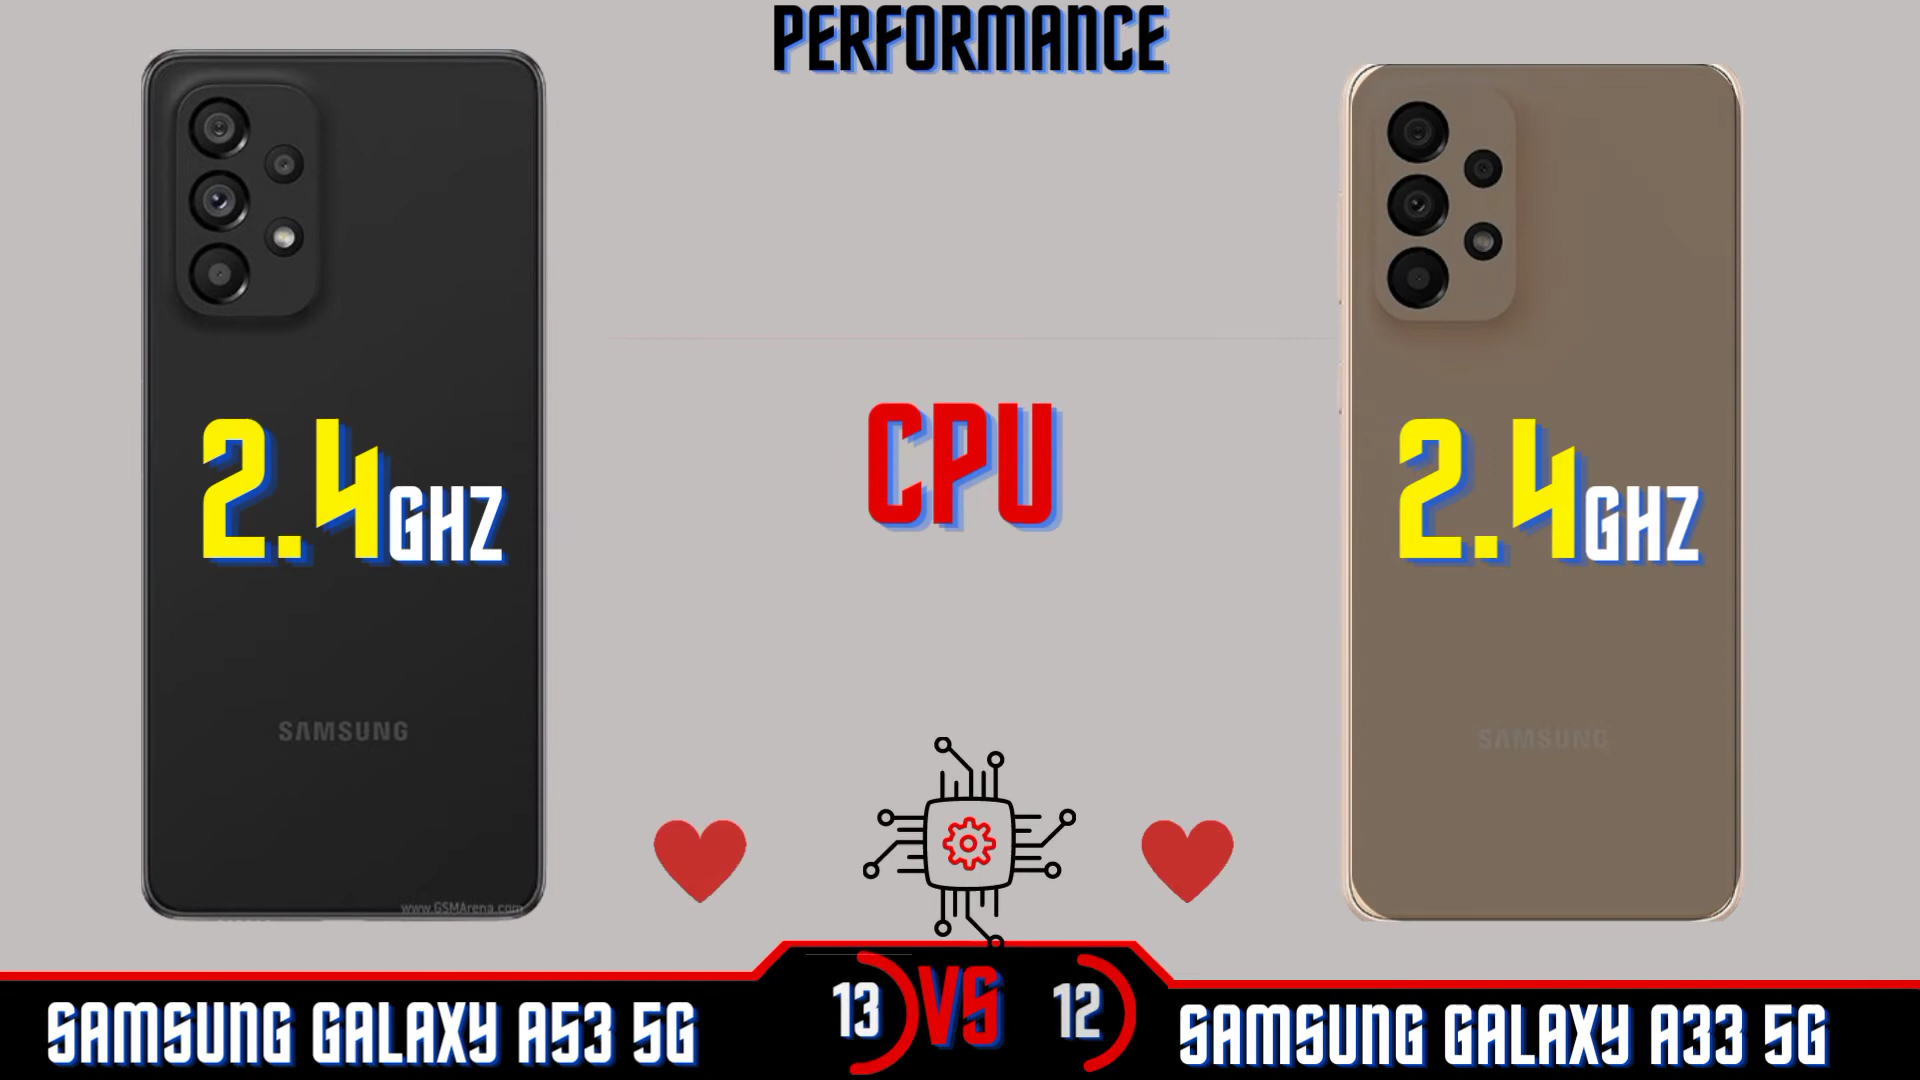 PERFORMANCE
2.4GHZ
CPU
2.4GHZ
SAMSUNG
SAMSUNG
www.GSMArena.com
13 VS 12
SAMSUNG GALAXY A53 5G
SAMSUNG GALAXY A33 5G